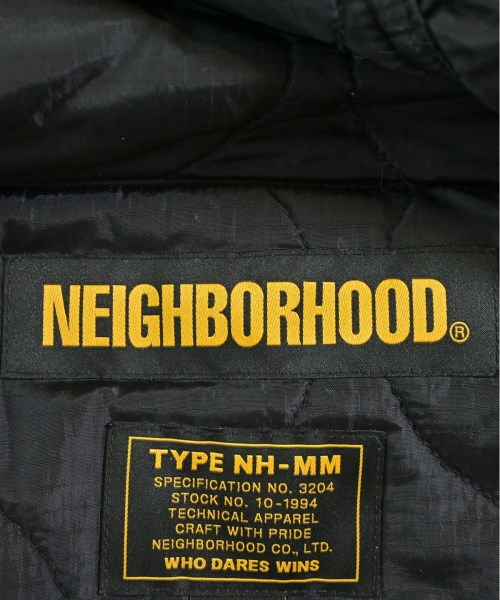 NEIGHBORHOOD®
TYPE NH-MM
SPECIFICATION NO. 3204
STOCK NO. 10-1994
TECHNICAL APPAREL
CRAFT WITH PRIDE
NEIGHBORHOOD CO., LTD.
WHO DARES WINS